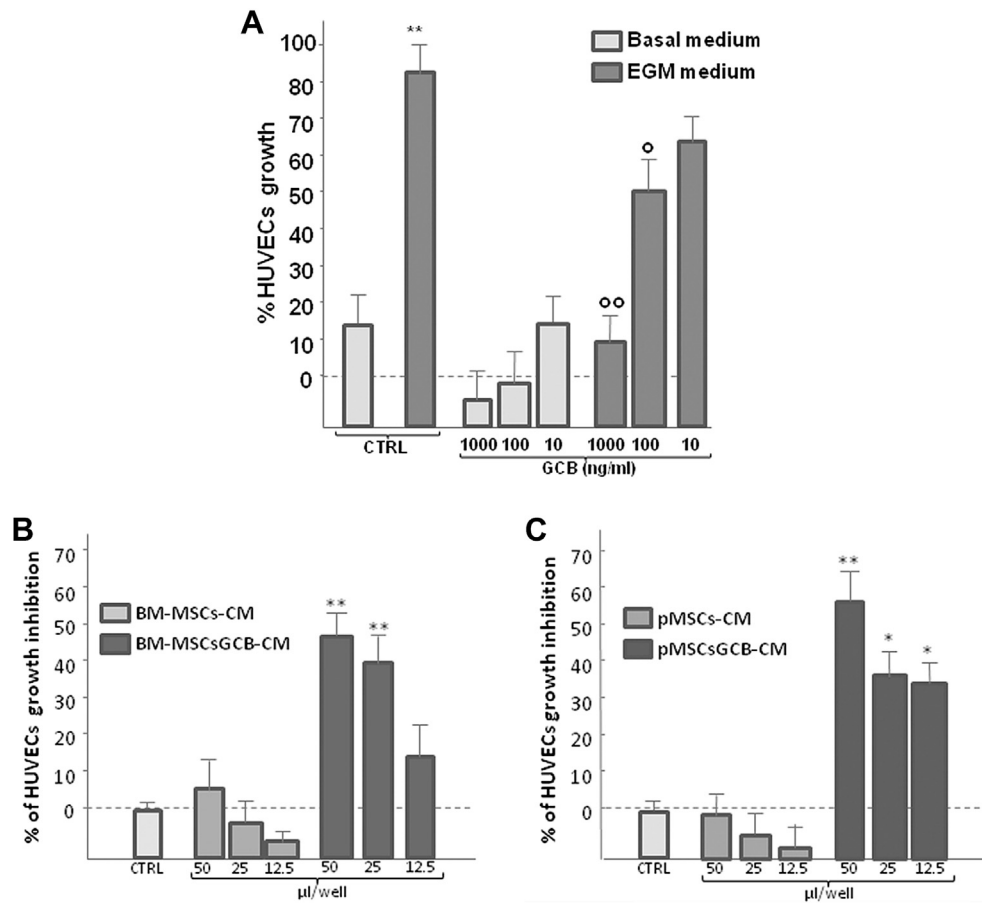 A
**
100
80
70
60
50
40
30
20
10
0
% HUVECs growth
Basal medium
EGM medium
°
°°
CTRL
1000 100 10 1000 100 10
GCB (ng/ml)
B
70
60
50
40
30
20
10
0
% of HUVECs growth inhibition
BM-MSCs-CM
BM-MSCsGCB-CM
**
**
CTRL 50 25 12.5 50 25 12.5
µl/well
C
70
60
50
40
30
20
10
0
% of HUVECs growth inhibition
pMSCs-CM
pMSCsGCB-CM
**
*
*
CTRL 50 25 12.5 50 25 12.5
µl/well